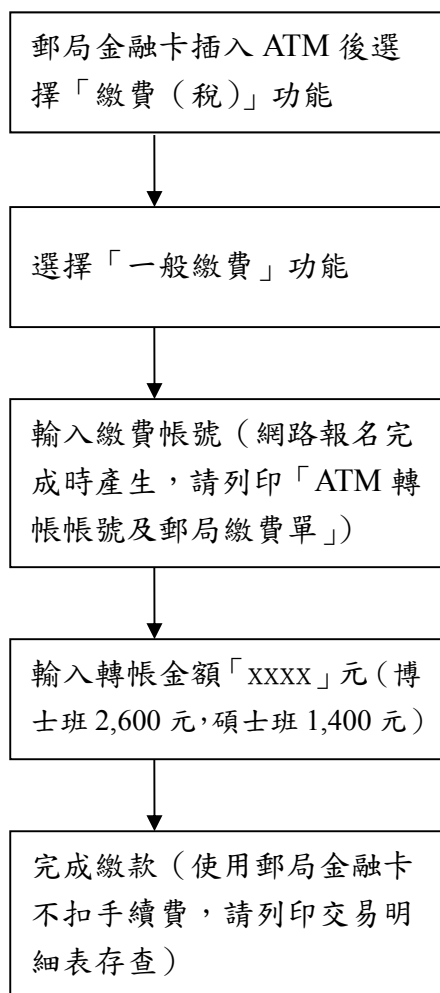 郵局金融卡插入 ATM 後選
擇「繳費（稅）」功能
選擇「一般繳費」功能
輸入繳費帳號（網路報名完
成時產生，請列印「ATM 轉
帳帳號及郵局繳費單」）
輸入轉帳金額「xxxx」元（博
士班 2,600 元，碩士班 1,400 元）
完成繳款（使用郵局金融卡
不扣手續費，請列印交易明
細表存查）